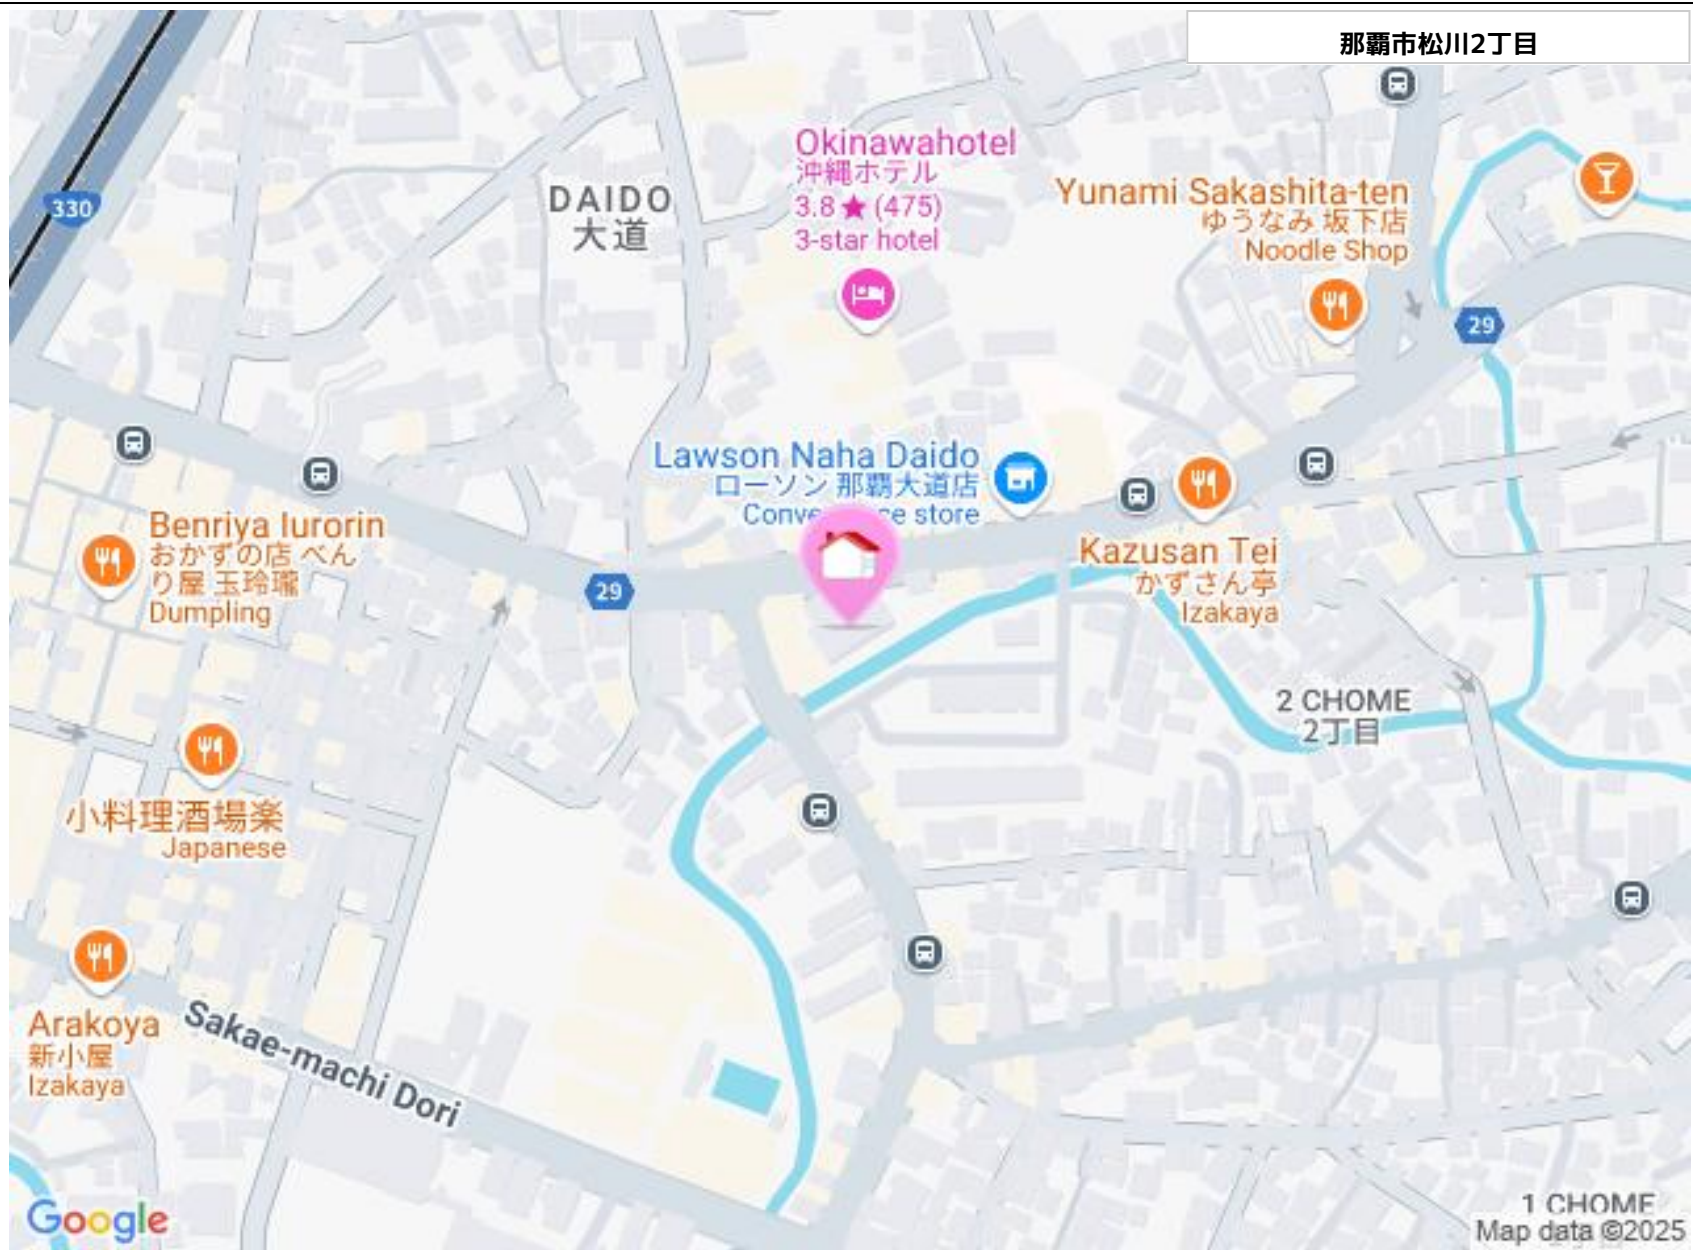 那覇市松川2丁目
Okinawahotel
沖縄ホテル
3.8★(475)
3-star hotel
330
DAIDO
大道
Yunami Sakashita-ten
ゆうなみ 坂下店
Noodle Shop
29
Lawson Naha Daido
ローソン 那覇大道店
store
Benriya Iurorin
おかずの店 べん
り屋 玉玲瓏
Dumpling
29
Kazusan Tei
かずさん亭
Izakaya
2 CHOME
2丁目
小料理酒場楽
Japanese
Arakoya
新小屋
Izakaya
Sakae-machi Dori
Google
1 CHOME
Map data ©2025